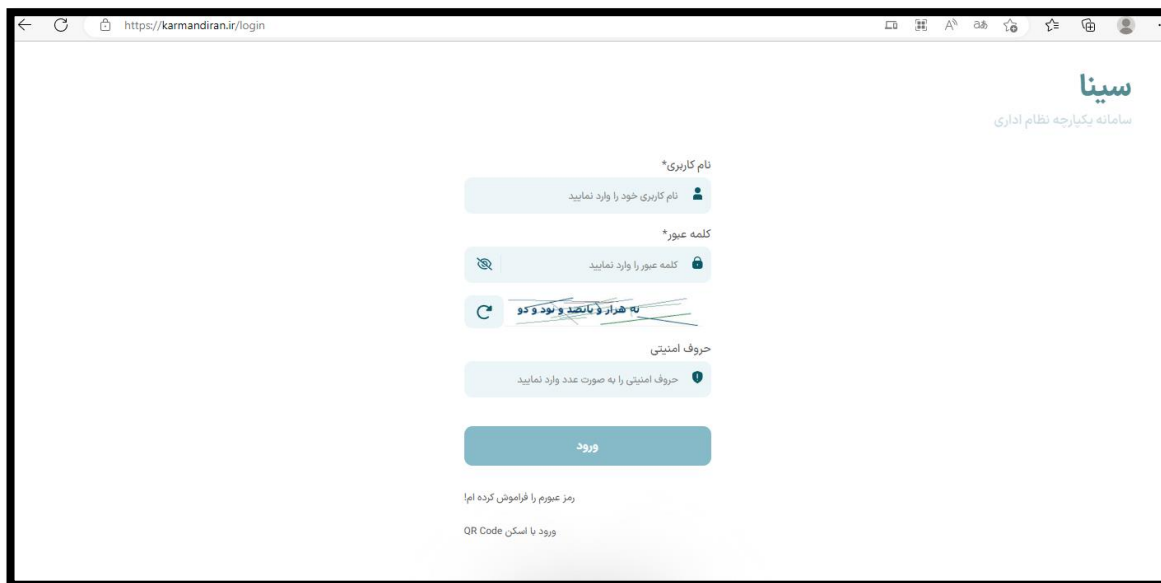 https://karmandiran.ir/login
سینا
سامانه یکپارچه نظام اداری
نام کاربری*
نام کاربری خود را وارد نمایید
کلمه عبور*
کلمه عبور را وارد نمایید
نه هزار و پانصد و نود و دو
حروف امنیتی
حروف امنیتی را به صورت عدد وارد نمایید
ورود
رمز عبورم را فراموش کرده ام!
ورود با اسکن QR Code